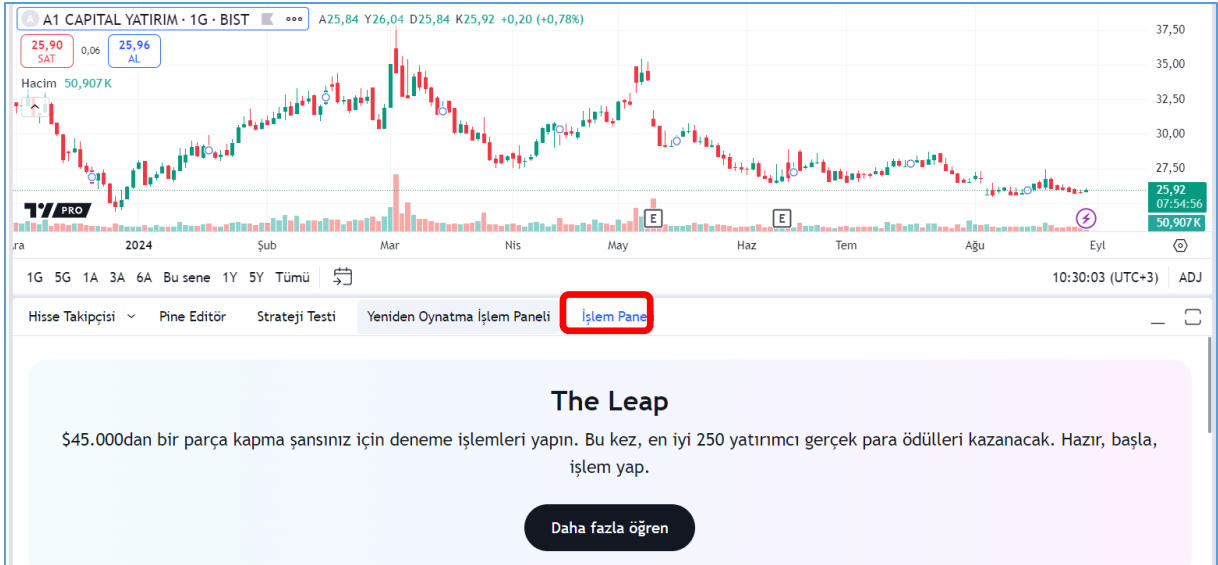 A1 CAPITAL YATIRIM · 1G · BIST A25,84 Y26,04 D25,84 K25,92 +0,20 (+0,78%)
25,90 SAT 0,06 25,96 AL
Hacim 50,907K
37,50
35,00
32,50
30,00
27,50
25,92
07:54:56
50,907K
PRO
E E
ra 2024 Şub Mar Nis May Haz Tem Ağu Eyl
1G 5G 1A 3A 6A Bu sene 1Y 5Y Tümü 10:30:03 (UTC+3) ADJ
Hisse Takipçisi Pine Editör Strateji Testi Yeniden Oynatma İşlem Paneli İşlem Pane
The Leap
$45.000dan bir parça kapma şansınız için deneme işlemleri yapın. Bu kez, en iyi 250 yatırımcı gerçek para ödülleri kazanacak. Hazır, başla,
işlem yap.
Daha fazla öğren